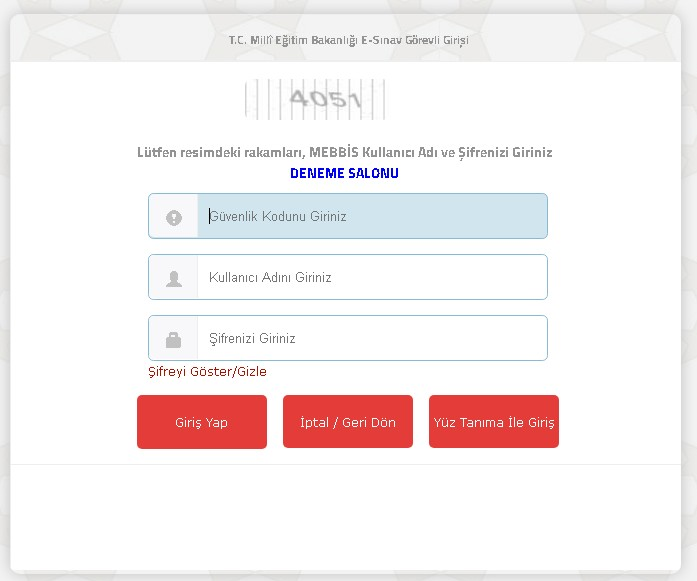 T.C. Millî Eğitim Bakanlığı E-Sınav Görevli Girişi
4051
Lütfen resimdeki rakamları, MEBBİS Kullanıcı Adı ve Şifrenizi Giriniz
DENEME SALONU
Güvenlik Kodunu Giriniz
Kullanıcı Adını Giriniz
Şifrenizi Giriniz
Şifreyi Göster/Gizle
Giriş Yap
İptal / Geri Dön
Yüz Tanıma İle Giriş